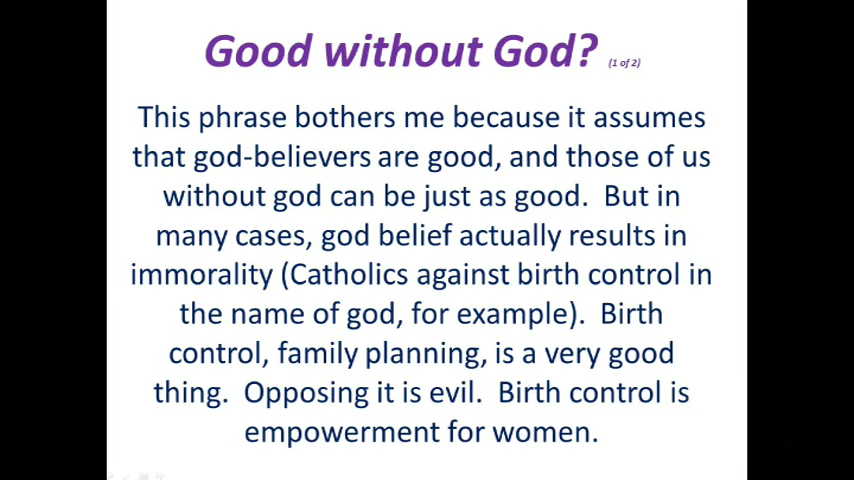 Good without God? (1 of 2)
This phrase bothers me because it assumes
that god-believers are good, and those of us
without god can be just as good.  But in
many cases, god belief actually results in
immorality (Catholics against birth control in
the name of god, for example).  Birth
control, family planning, is a very good
thing.  Opposing it is evil.  Birth control is
empowerment for women.